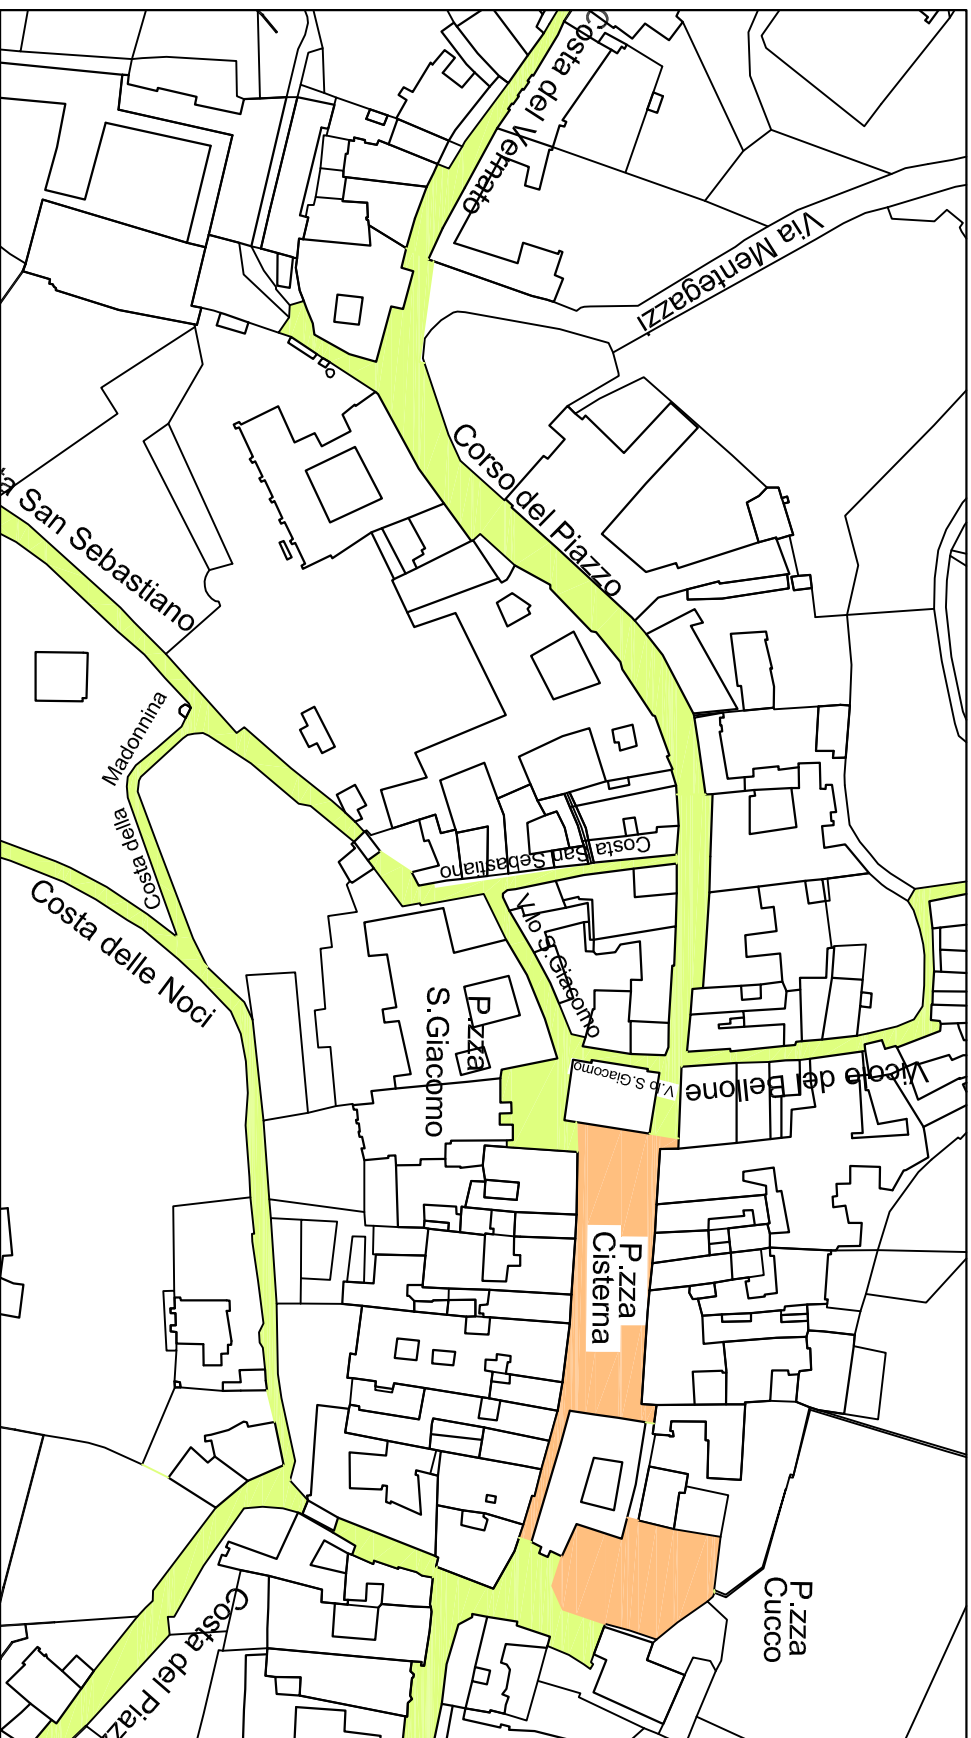 Costa del Vernato
Via Mentegazzi
Corso del Piazzo
ta San Sebastiano
Madonnina
Costa della
Costa San Sebastiano
V.lo S.Giacomo
Costa delle Noci
P.zza
S.Giacomo
V.lo S.Giacomo
Vicolo del Bellone
P.zza
Cisterna
P.zza
Cucco
Costa del Piaz